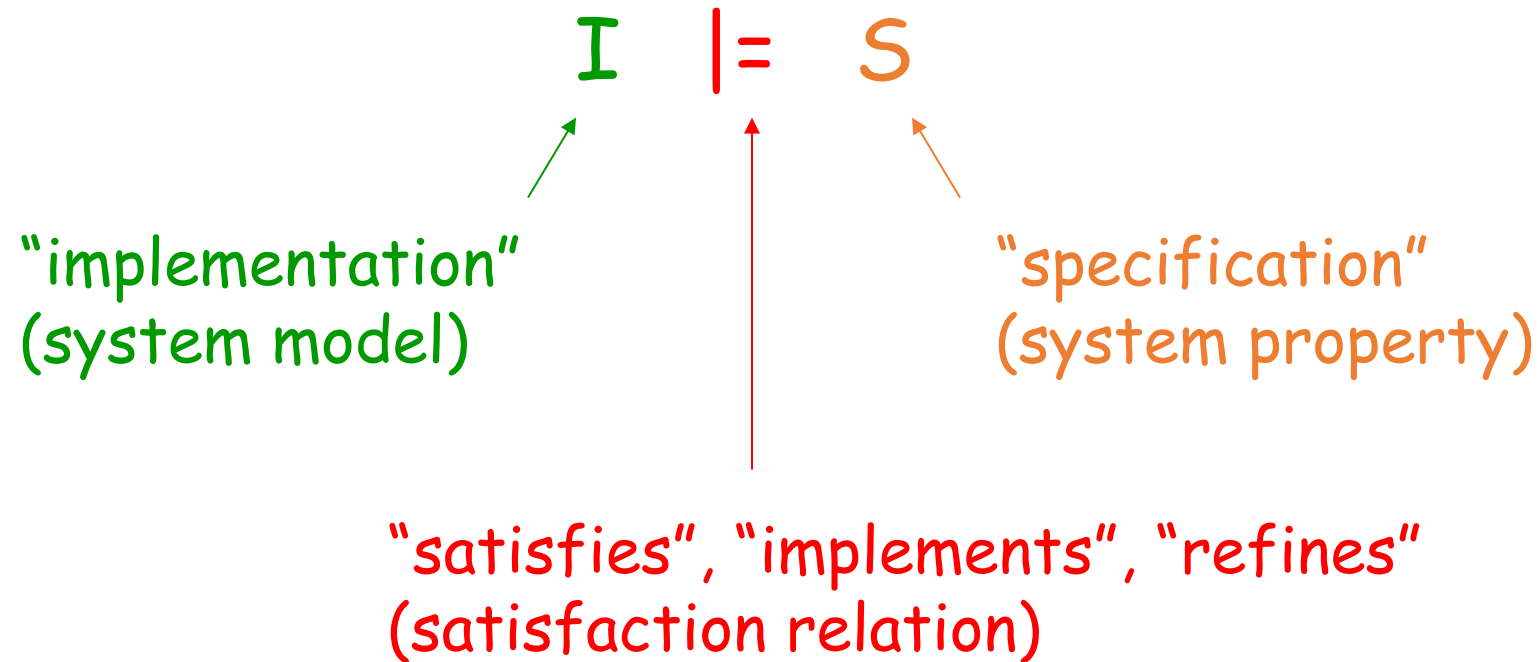 I |= S
“implementation”
(system model)
“specification”
(system property)
“satisfies”, “implements”, “refines”
(satisfaction relation)